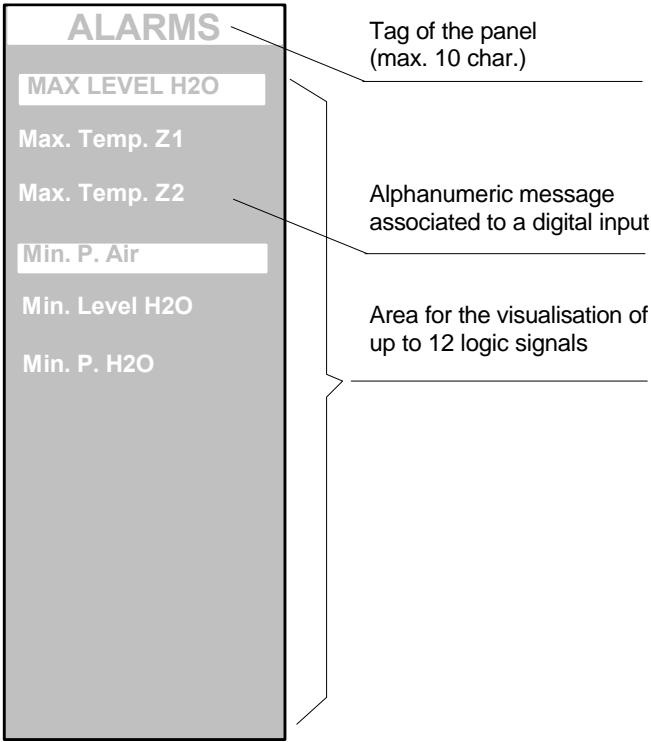 ALARMS
MAX LEVEL H2O
Max. Temp. Z1
Max. Temp. Z2
Min. P. Air
Min. Level H2O
Min. P. H2O
Tag of the panel
(max. 10 char.)
Alphanumeric message
associated to a digital input
Area for the visualisation of
up to 12 logic signals